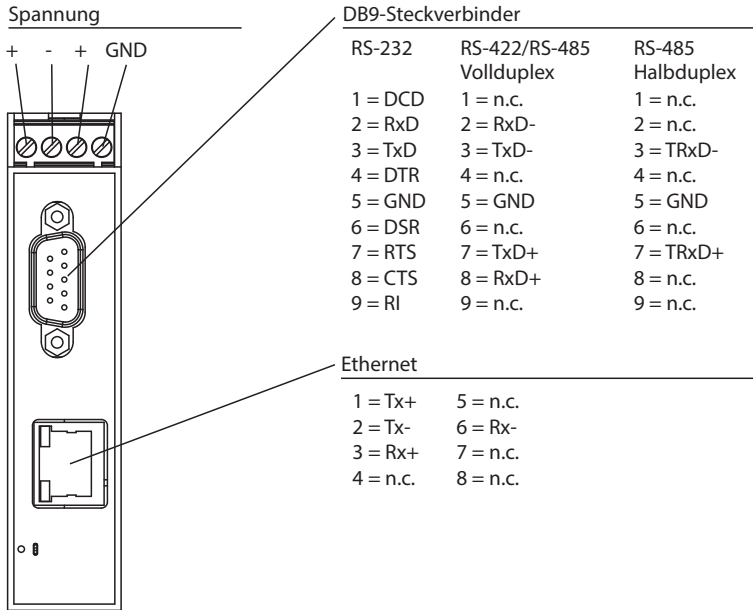 Spannung
+ - + GND
DB9-Steckverbinder
RS-232 RS-422/RS-485 RS-485
Vollduplex Halbduplex
1 = DCD 1 = n.c. 1 = n.c.
2 = RxD 2 = RxD- 2 = n.c.
3 = TxD 3 = TxD- 3 = TRxD-
4 = DTR 4 = n.c. 4 = n.c.
5 = GND 5 = GND 5 = GND
6 = DSR 6 = n.c. 6 = n.c.
7 = RTS 7 = TxD+ 7 = TRxD+
8 = CTS 8 = RxD+ 8 = n.c.
9 = RI 9 = n.c. 9 = n.c.
Ethernet
1 = Tx+ 5 = n.c.
2 = Tx- 6 = Rx-
3 = Rx+ 7 = n.c.
4 = n.c. 8 = n.c.